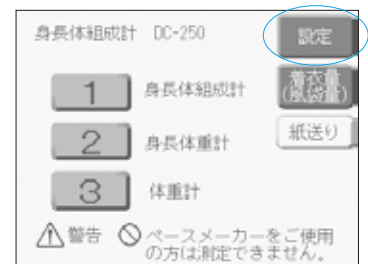 身長体組成計 DC-250
設定
1 身長体組成計
着衣量
(風袋量)
2 身長体重計
紙送り
3 体重計
警告 ペースメーカーをご使用
の方は測定できません。